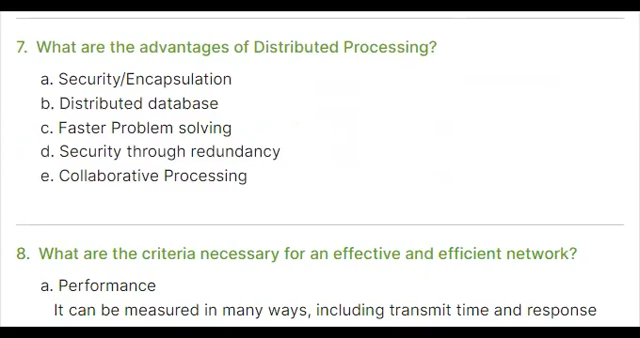 7. What are the advantages of Distributed Processing?
a. Security/Encapsulation
b. Distributed database
c. Faster Problem solving
d. Security through redundancy
e. Collaborative Processing
8. What are the criteria necessary for an effective and efficient network?
a. Performance
It can be measured in many ways, including transmit time and response